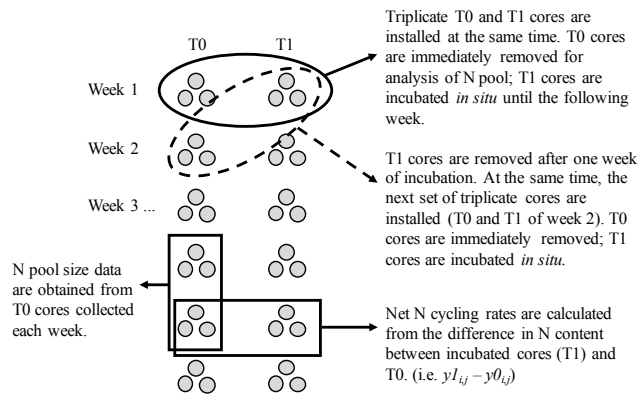 T0 T1
Week 1
Week 2
Week 3 ...
Triplicate T0 and T1 cores are
installed at the same time. T0 cores
are immediately removed for
analysis of N pool; T1 cores are
incubated in situ until the following
week.
T1 cores are removed after one week
of incubation. At the same time, the
next set of triplicate cores are
installed (T0 and T1 of week 2). T0
cores are immediately removed; T1
cores are incubated in situ.
N pool size data
are obtained from
T0 cores collected
each week.
Net N cycling rates are calculated
from the difference in N content
between incubated cores (T1) and
T0. (i.e. y1i,j – y0i,j)